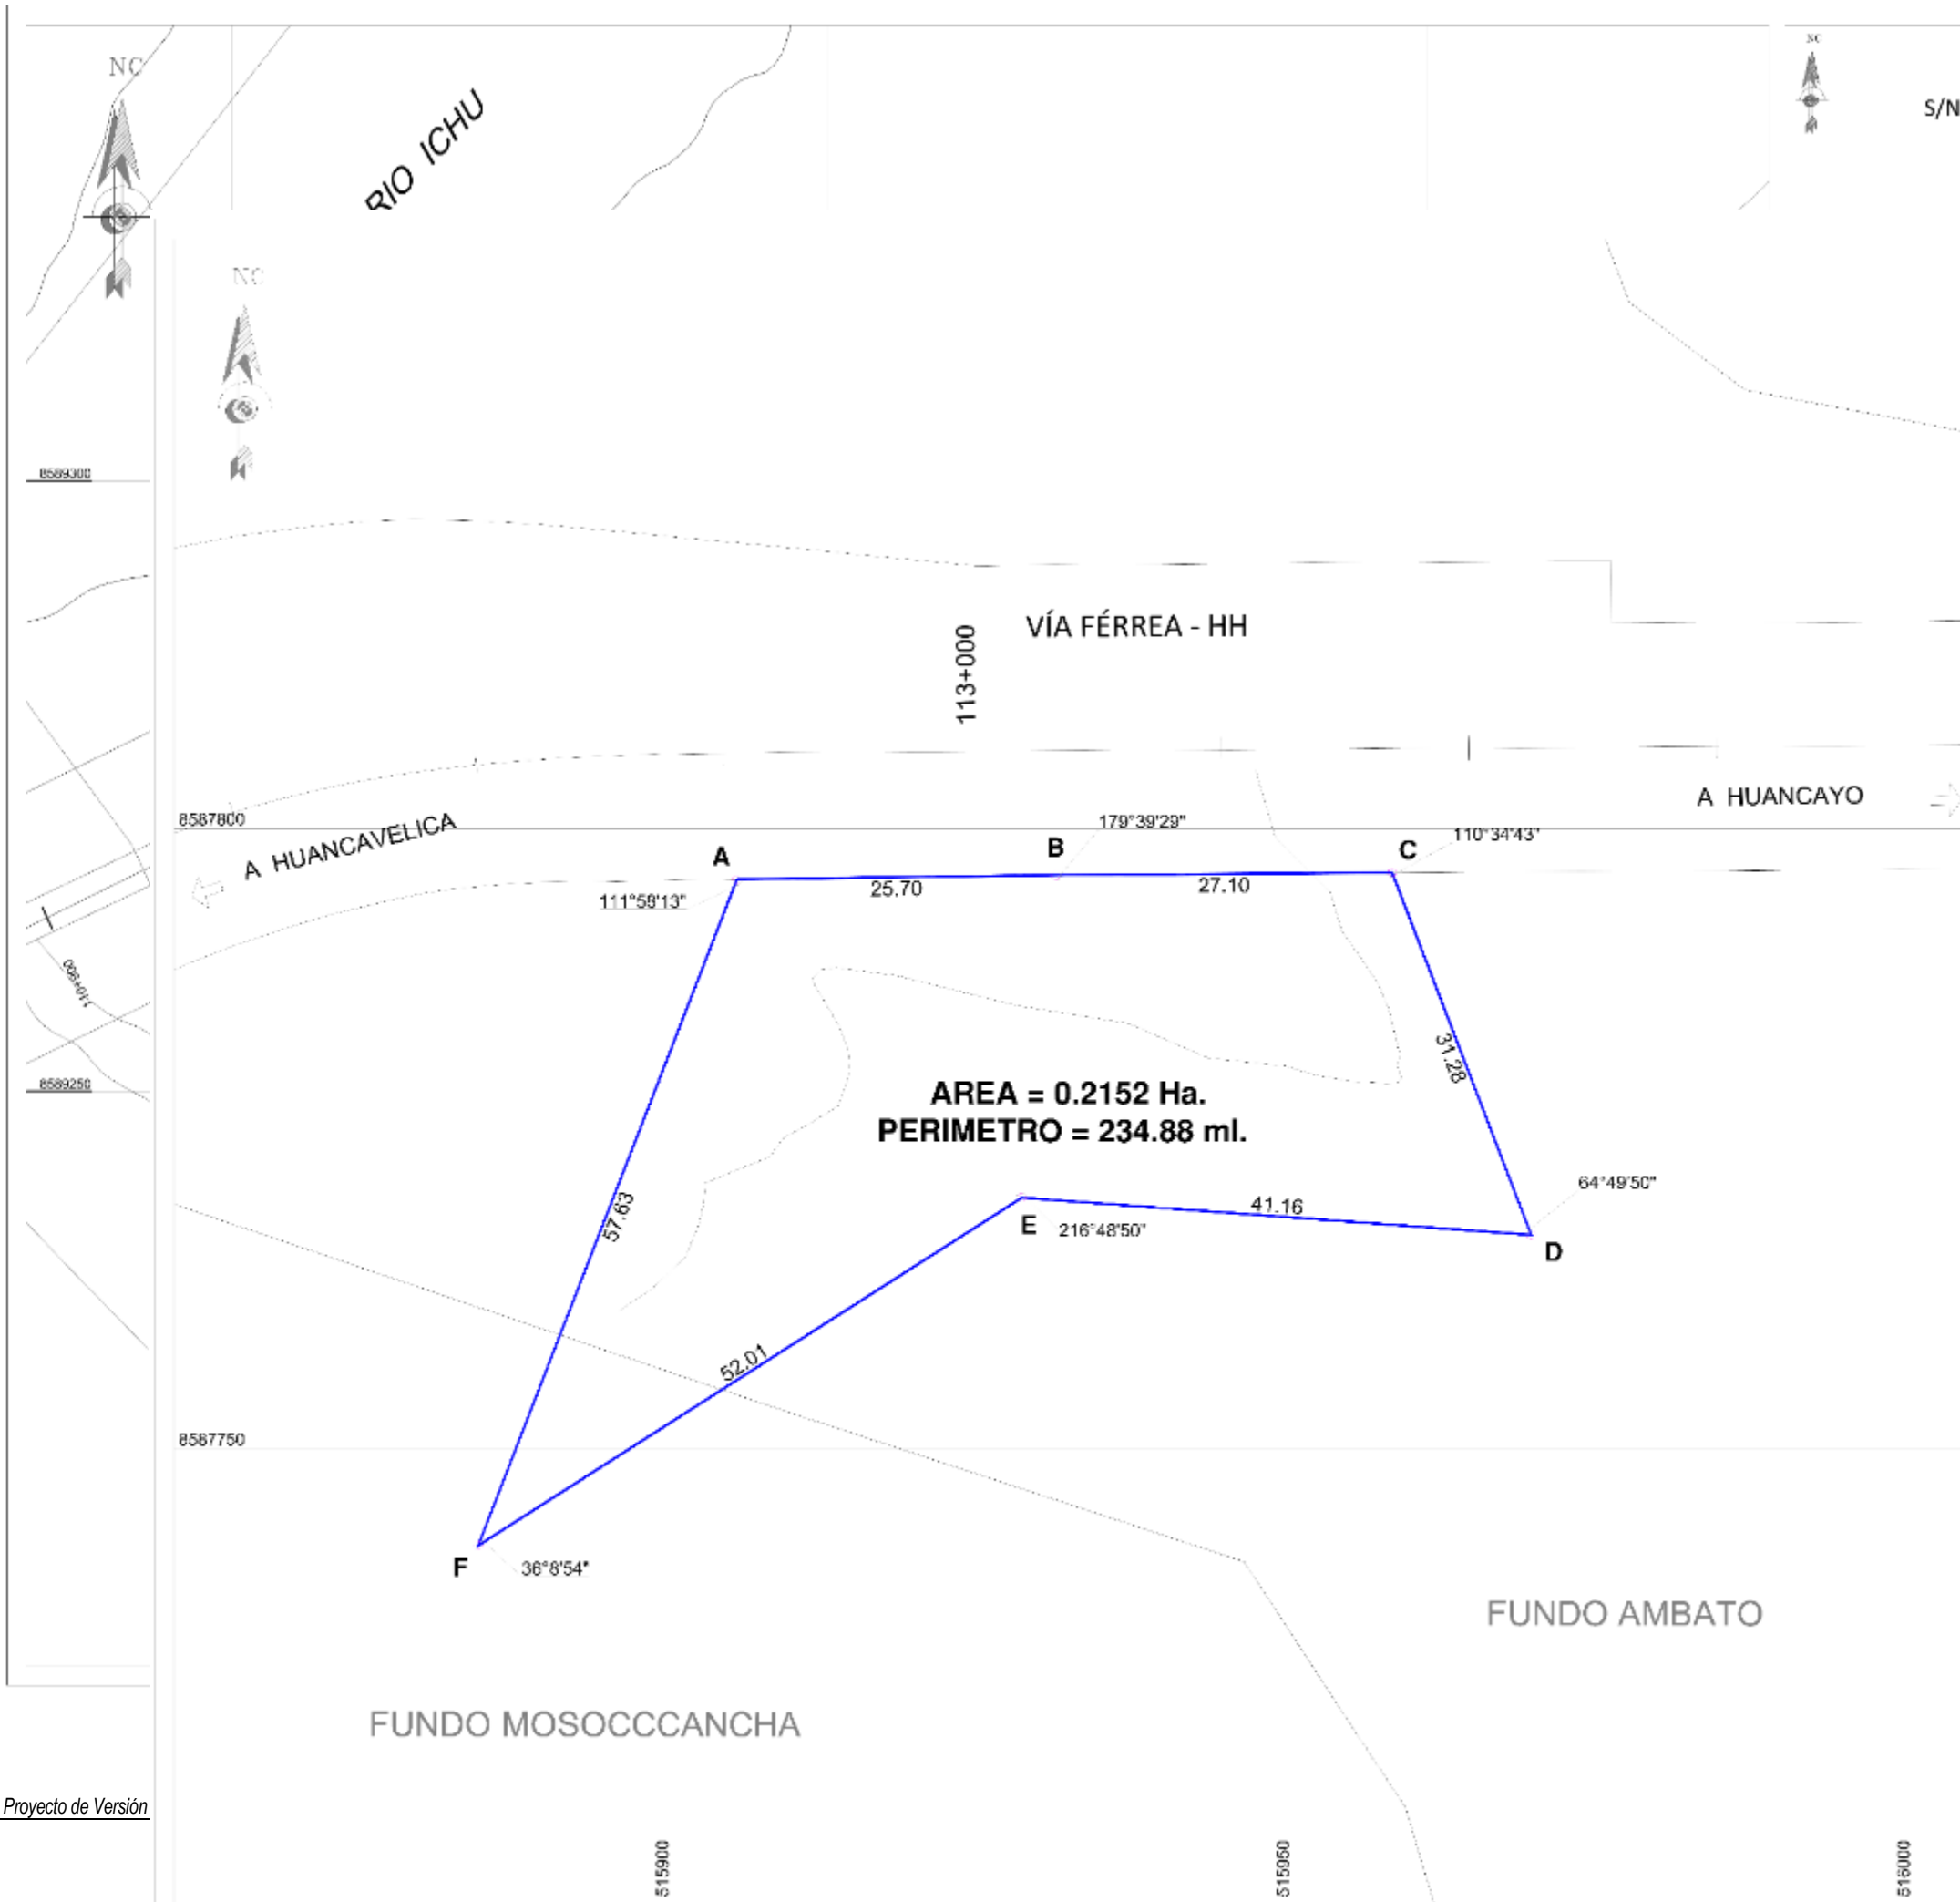 NC
NC
S/N
RIO ICHU
NC
8589300
VÍA FÉRREA - HH
113+000
A HUANCAYO
8587800
A HUANCAVELICA
179°39'29"
110°34'43"
A
B
C
25.70
27.10
111°58'13"
110+900
31.28
8589250
AREA = 0.2152 Ha.
PERIMETRO = 234.88 ml.
64°49'50"
57.63
41.16
E
216°48'50"
D
52.01
8587750
F
36°8'54"
FUNDO AMBATO
FUNDO MOSOCCCANCHA
Proyecto de Versión
515900
515950
516000